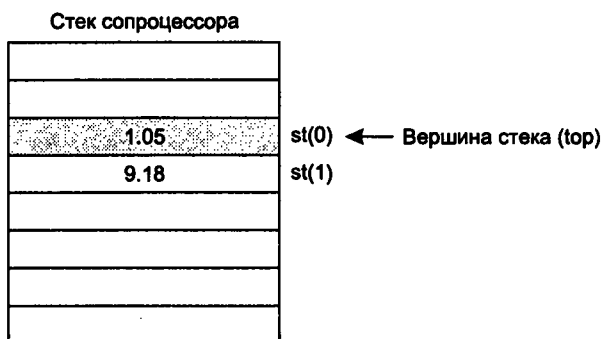 Стек сопроцессора
1.05 st(0) Вершина стека (top)
9.18 st(1)